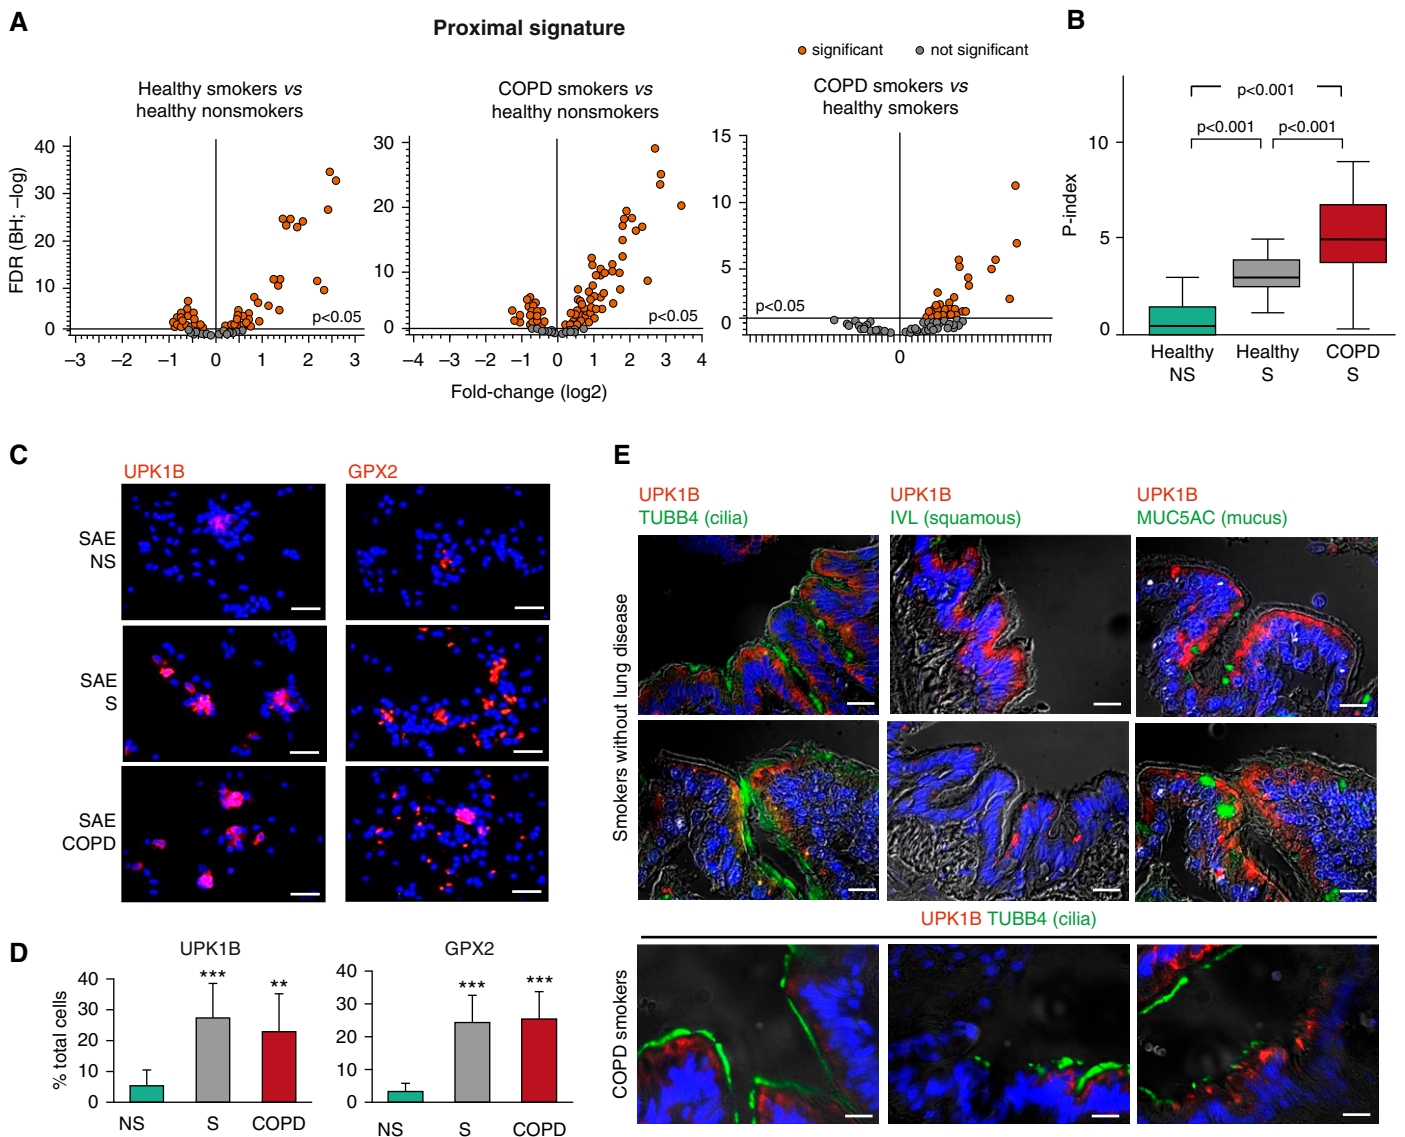 A
Proximal signature
B
significant
not significant
Healthy smokers vs
healthy nonsmokers
COPD smokers vs
healthy nonsmokers
COPD smokers vs
healthy smokers
FDR (BH; –log)
40
30
20
10
0
p<0.05
–3 –2 –1 0 1 2 3
30
20
10
0
p<0.05
–4 –3 –2 –1 0 1 2 3 4
15
10
5
0
p<0.05
0
Fold-change (log2)
P-index
10
5
0
p<0.001
p<0.001 p<0.001
Healthy Healthy COPD
NS S S
C
UPK1B
GPX2
SAE
NS
SAE
S
SAE
COPD
D
UPK1B
% total cells
40
30
20
10
0
***
**
NS S COPD
GPX2
40
30
20
10
0
***
***
NS S COPD
E
UPK1B
TUBB4 (cilia)
UPK1B
IVL (squamous)
UPK1B
MUC5AC (mucus)
Smokers without lung disease
UPK1B TUBB4 (cilia)
COPD smokers